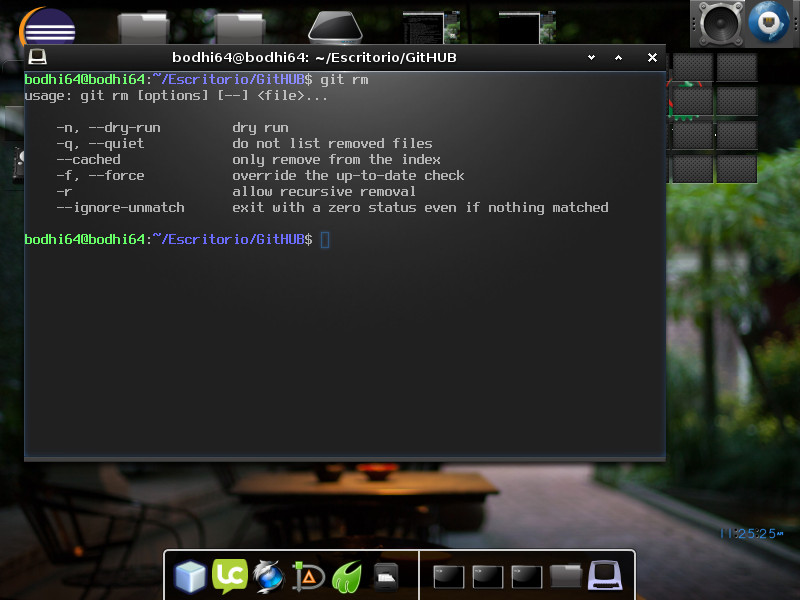 bodhi64@bodhi64: ~/Escritorio/GitHUB
bodhi64@bodhi64:~/Escritorio/GitHUB$ git rm
usage: git rm [options] [--] <file>...
-n, --dry-run dry run
-q, --quiet do not list removed files
--cached only remove from the index
-f, --force override the up-to-date check
-r allow recursive removal
--ignore-unmatch exit with a zero status even if nothing matched
bodhi64@bodhi64:~/Escritorio/GitHUB$
11:25:25AM
LC